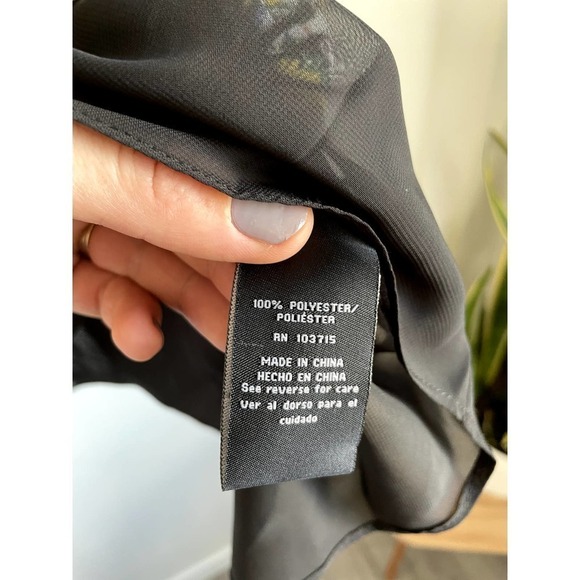 100% POLYESTER/
POLIÉSTER
RN 103715
MADE IN CHINA
HECHO EN CHINA
See reverse for care
Ver al dorso para el
cuidado